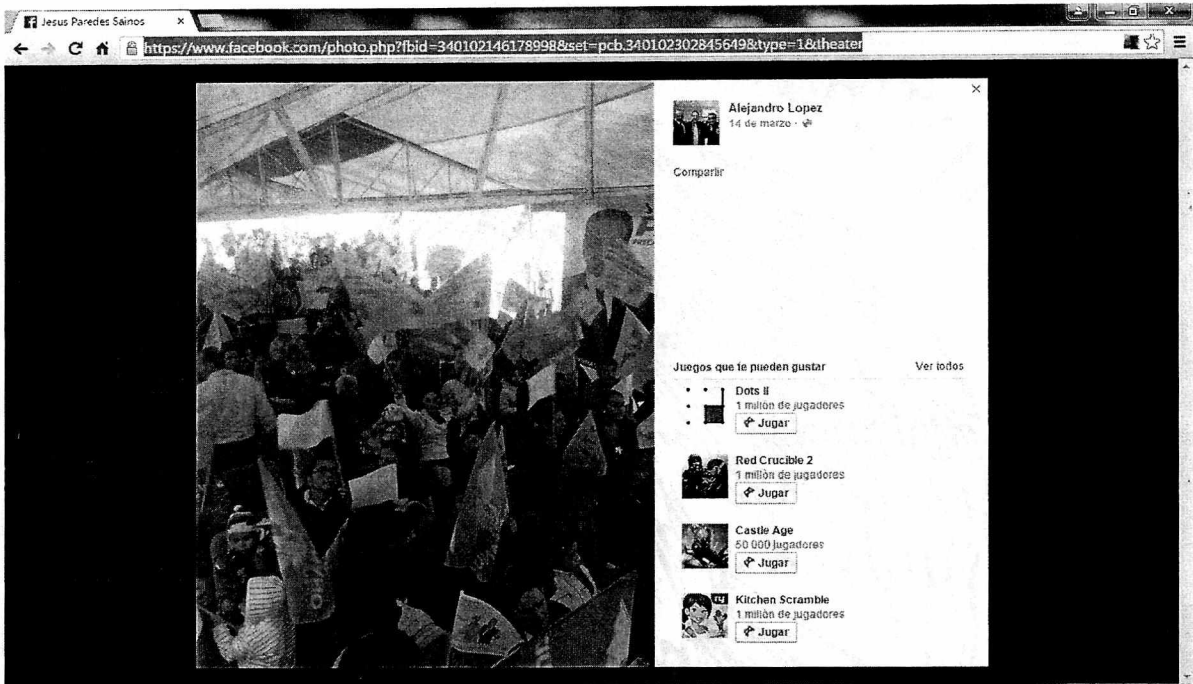 Jesus Paredes Sainos
https://www.facebook.com/photo.php?fbid=340102146178998&set=pcb.340102302845649&type=1&theater
Alejandro Lopez
14 de marzo
Compartir
Juegos que te pueden gustar Ver todos
Dots II
1 millón de jugadores
Jugar
Red Crucible 2
1 millón de jugadores
Jugar
Castle Age
50 000 jugadores
Jugar
Kitchen Scramble
1 millón de jugadores
Jugar